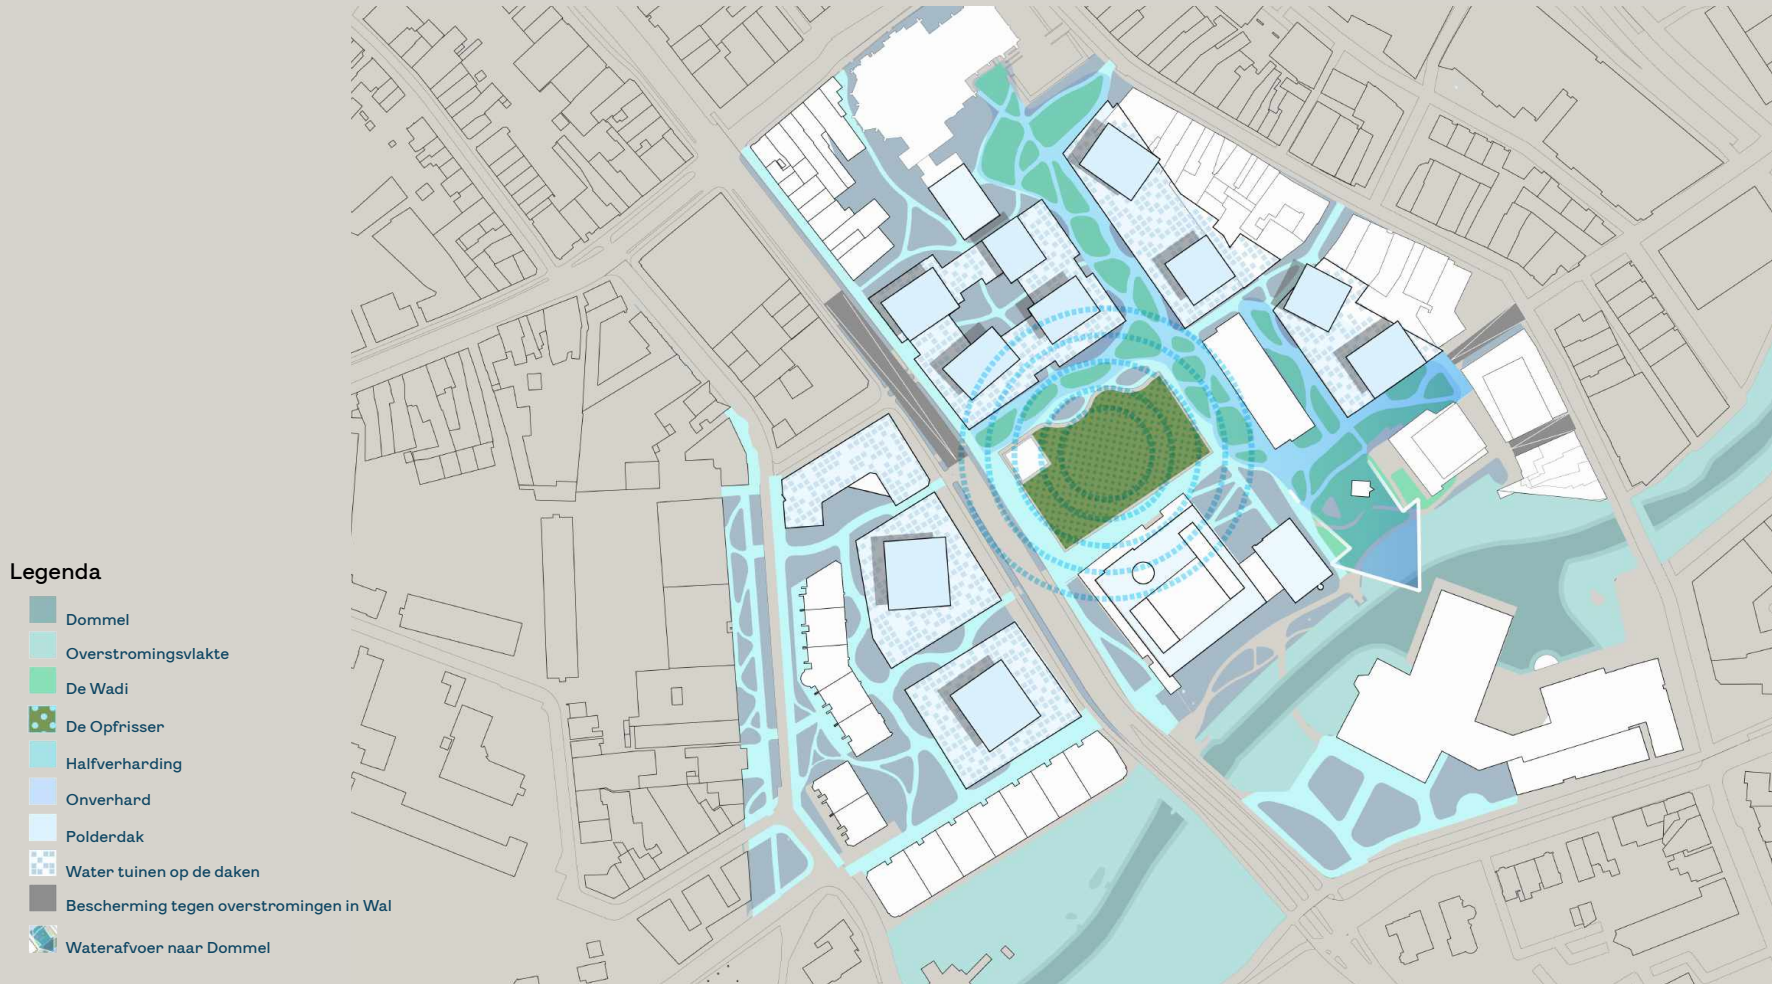 Legenda
Dommel
Overstromingsvlakte
De Wadi
De Opfrisser
Halfverharding
Onverhard
Polderdak
Water tuinen op de daken
Bescherming tegen overstromingen in Wal
Waterafvoer naar Dommel